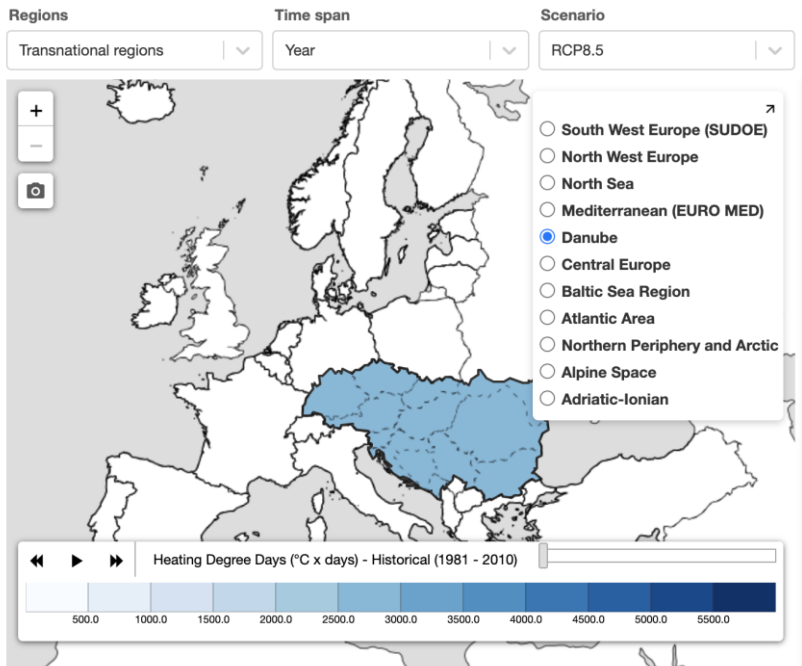 Regions Time span Scenario
Transnational regions Year RCP8.5
+
South West Europe (SUDOE)
−
North West Europe
North Sea
Mediterranean (EURO MED)
Danube
Central Europe
Baltic Sea Region
Atlantic Area
Northern Periphery and Arctic
Alpine Space
Adriatic-Ionian
Heating Degree Days (°C x days) - Historical (1981 - 2010)
500.0 1000.0 1500.0 2000.0 2500.0 3000.0 3500.0 4000.0 4500.0 5000.0 5500.0